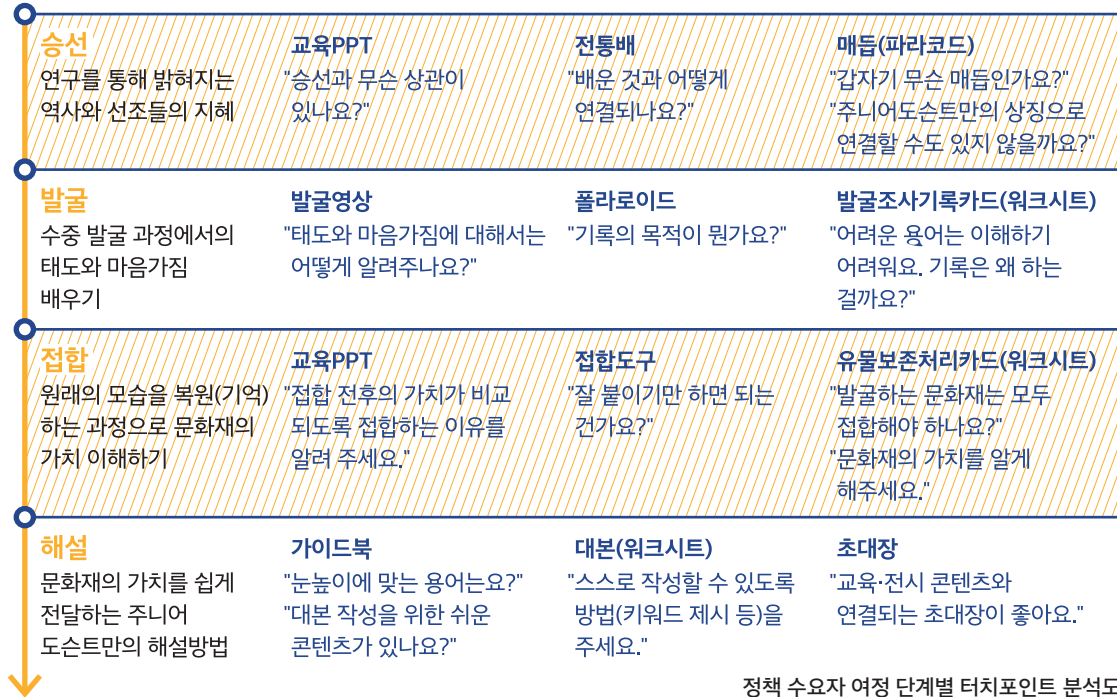 승선
연구를 통해 밝혀지는
역사와 선조들의 지혜
교육PPT
"승선과 무슨 상관이
있나요?"
전통배
"배운 것과 어떻게
연결되나요?"
매듭(파라코드)
"갑자기 무슨 매듭인가요?"
"주니어도슨트만의 상징으로
연결할 수도 있지 않을까요?"
발굴
수중 발굴 과정에서의
태도와 마음가짐
배우기
발굴영상
"태도와 마음가짐에 대해서는
어떻게 알려주나요?"
폴라로이드
"기록의 목적이 뭔가요?"
발굴조사기록카드(워크시트)
"어려운 용어는 이해하기
어려워요. 기록은 왜 하는
걸까요?"
접합
원래의 모습을 복원(기억)
하는 과정으로 문화재의
가치 이해하기
교육PPT
"접합 전후의 가치가 비교
되도록 접합하는 이유를
알려 주세요."
접합도구
"잘 붙이기만 하면 되는
건가요?"
유물보존처리카드(워크시트)
"발굴하는 문화재는 모두
접합해야 하나요?"
"문화재의 가치를 알게
해주세요."
해설
문화재의 가치를 쉽게
전달하는 주니어
도슨트만의 해설방법
가이드북
"눈높이에 맞는 용어는요?"
"대본 작성을 위한 쉬운
콘텐츠가 있나요?"
대본(워크시트)
"스스로 작성할 수 있도록
방법(키워드 제시 등)을
주세요."
초대장
"교육·전시 콘텐츠와
연결되는 초대장이 좋아요."
정책 수요자 여정 단계별 터치포인트 분석도